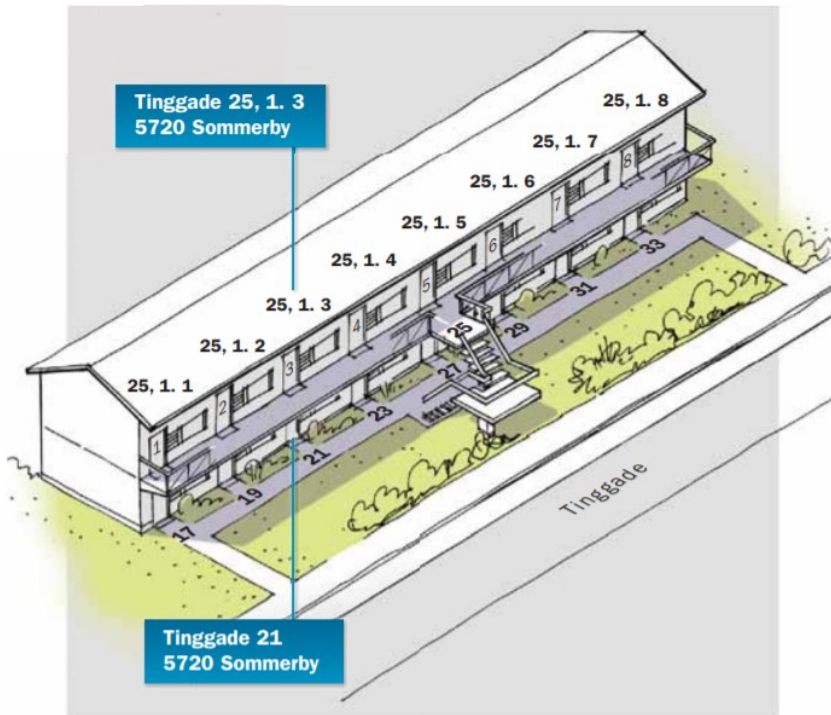 Tinggade 25, 1. 3
5720 Sommerby
25, 1. 8
25, 1. 7
25, 1. 6
25, 1. 5
25, 1. 4
25, 1. 3
25, 1. 2
25, 1. 1
8
7
6
5
4
3
2
1
33
31
29
25
27
23
21
19
17
Tinggade
Tinggade 21
5720 Sommerby